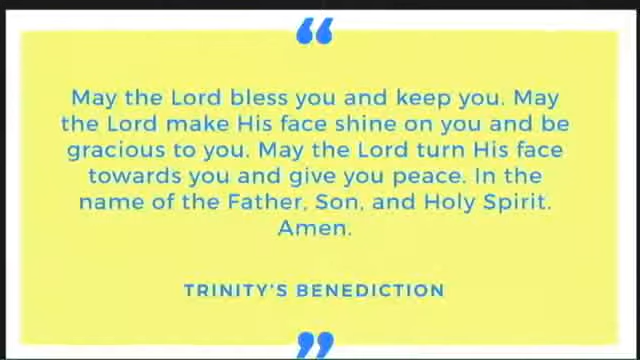 “
May the Lord bless you and keep you. May
the Lord make His face shine on you and be
gracious to you. May the Lord turn His face
towards you and give you peace. In the
name of the Father, Son, and Holy Spirit.
Amen.
TRINITY'S BENEDICTION
”